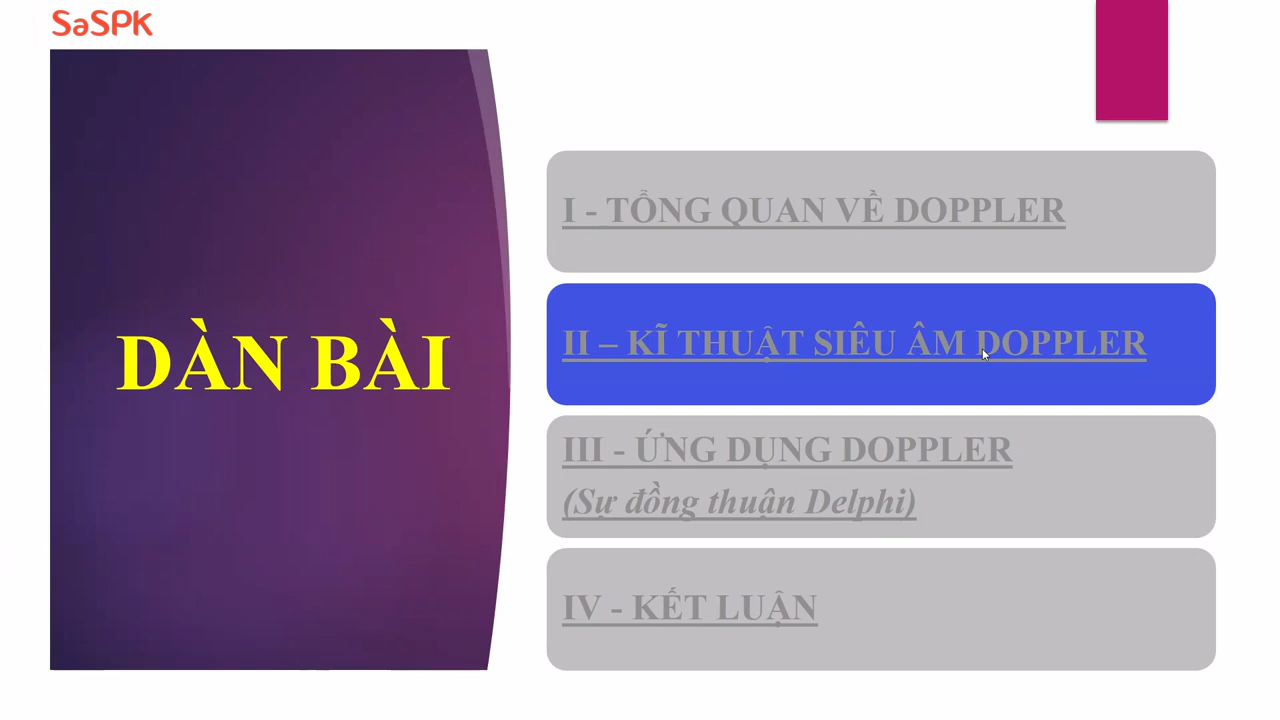 SaSPK
DÀN BÀI
I - TỔNG QUAN VỀ DOPPLER
II – KĨ THUẬT SIÊU ÂM DOPPLER
III - ỨNG DỤNG DOPPLER
(Sự đồng thuận Delphi)
IV - KẾT LUẬN